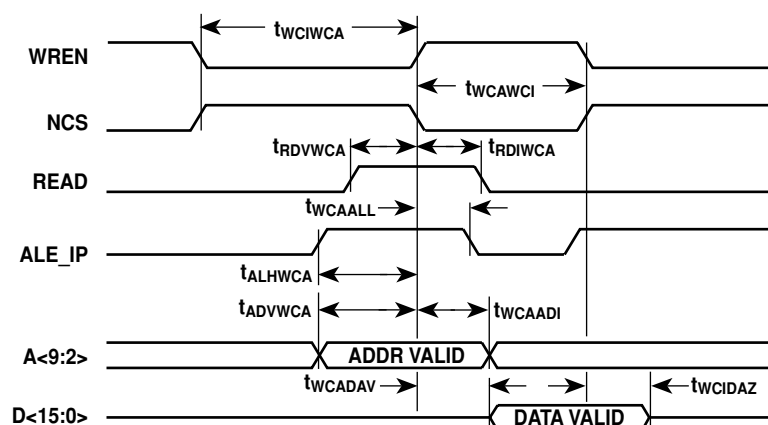 tWCIWCA
WREN
tWCAWCI
NCS
tRDVWCA
tRDIWCA
READ
tWCAALL
ALE_IP
tALHWCA
tADVWCA
tWCAADI
A<9:2>
ADDR VALID
tWCADAV
tWCIDAZ
D<15:0>
DATA VALID